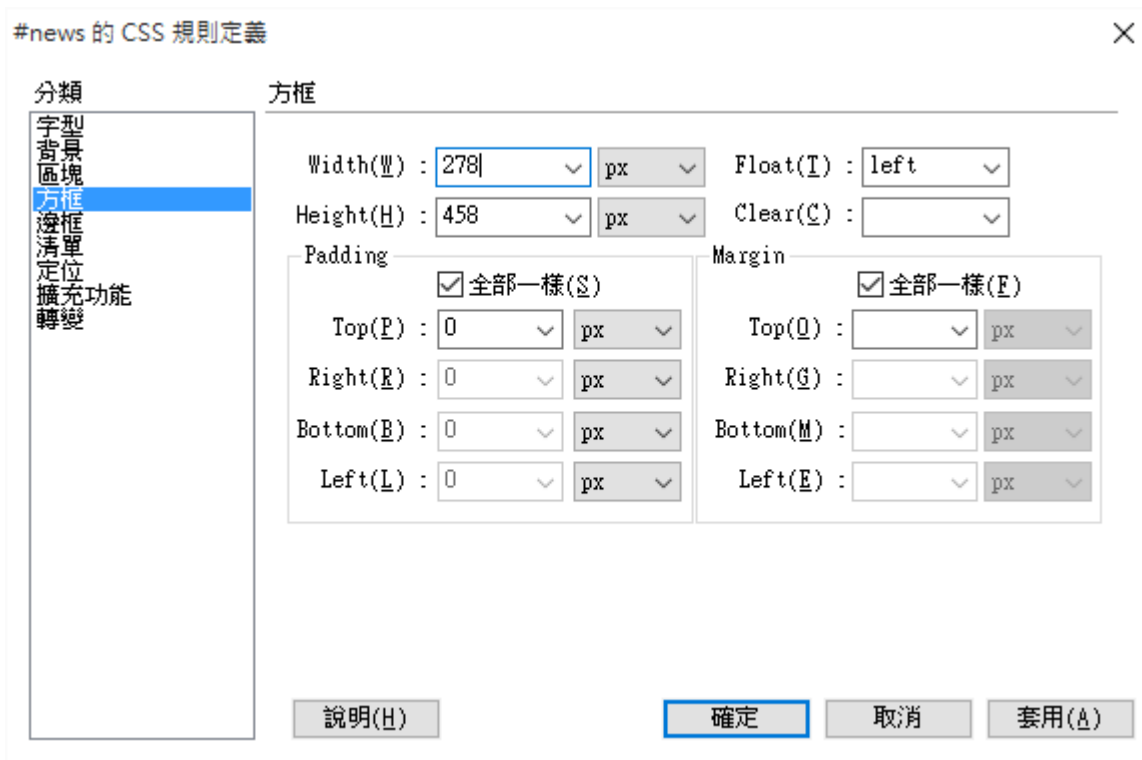 #news 的 CSS 規則定義
分類
字型
背景
區塊
方框
邊框
清單
定位
擴充功能
轉變
方框
Width(W) : 278 px Float(T) : left
Height(H) : 458 px Clear(C) :
Padding Margin
全部一樣(S) 全部一樣(F)
Top(P) : 0 px Top(O) : px
Right(R) : 0 px Right(G) : px
Bottom(B) : 0 px Bottom(M) : px
Left(L) : 0 px Left(E) : px
說明(H) 確定 取消 套用(A)